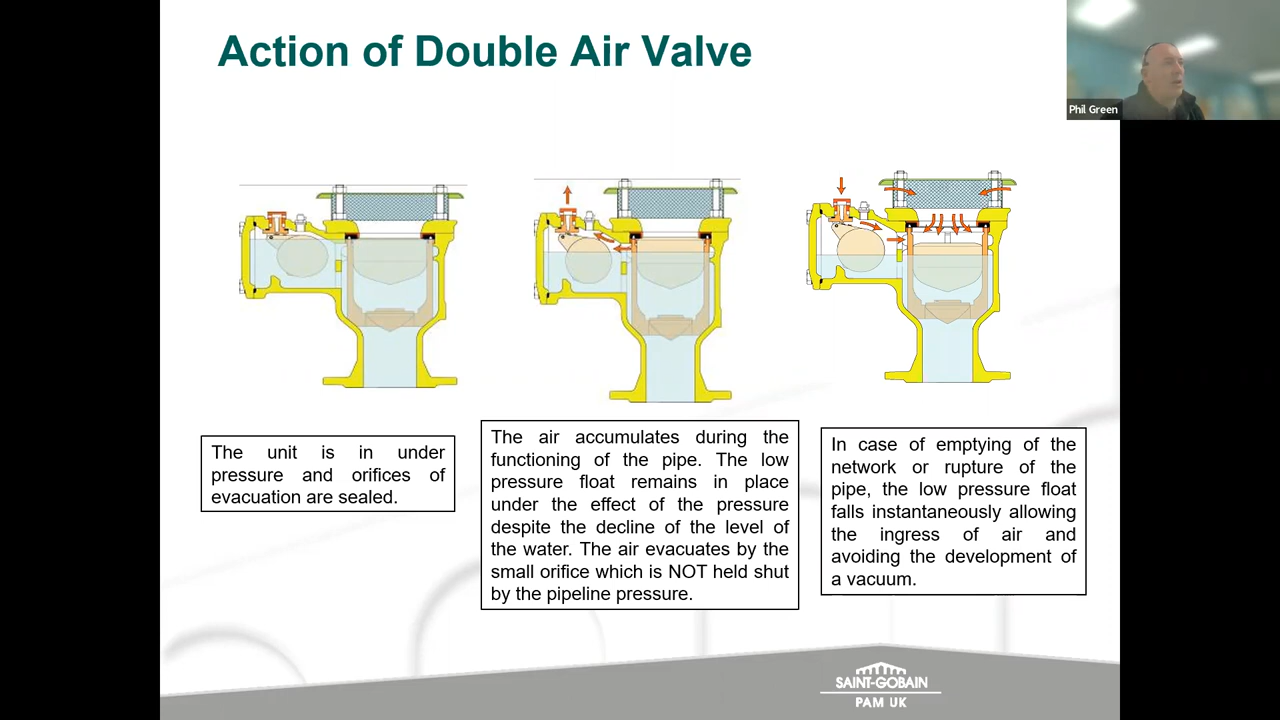 Action of Double Air Valve
Phil Green
The unit is in under
pressure and orifices of
evacuation are sealed.
The air accumulates during the
functioning of the pipe. The low
pressure float remains in place
under the effect of the pressure
despite the decline of the level of
the water. The air evacuates by the
small orifice which is NOT held shut
by the pipeline pressure.
In case of emptying of the
network or rupture of the
pipe, the low pressure float
falls instantaneously allowing
the ingress of air and
avoiding the development of
a vacuum.
SAINT-GOBAIN
PAM UK